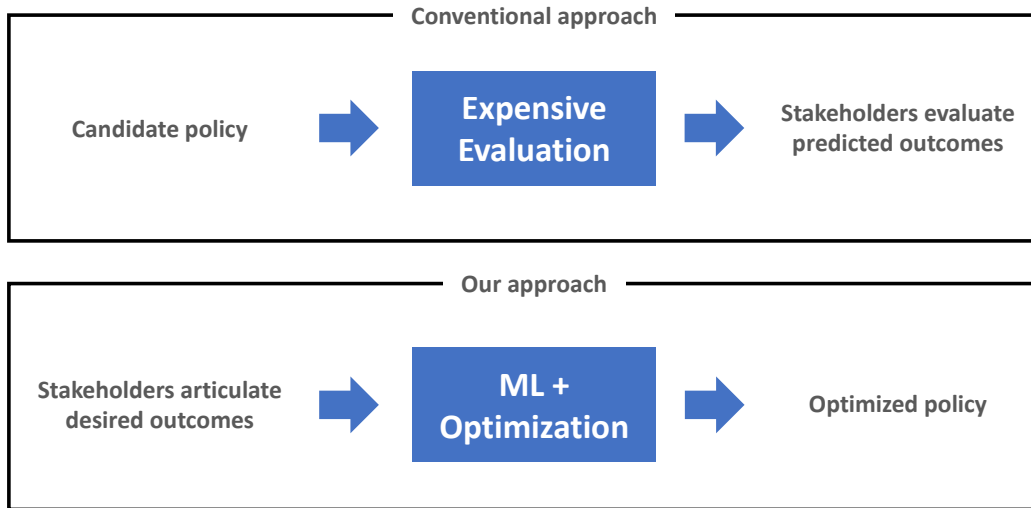 Conventional approach
Candidate policy
Expensive
Evaluation
Stakeholders evaluate
predicted outcomes
Our approach
Stakeholders articulate
desired outcomes
ML +
Optimization
Optimized policy